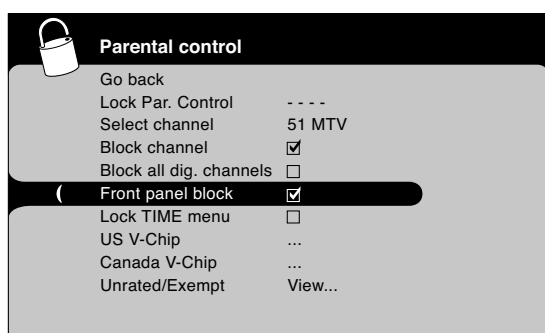 Parental control
Go back
Lock Par. Control - - - -
Select channel 51 MTV
Block channel
Block all dig. channels
Front panel block
Lock TIME menu
US V-Chip ...
Canada V-Chip ...
Unrated/Exempt View...